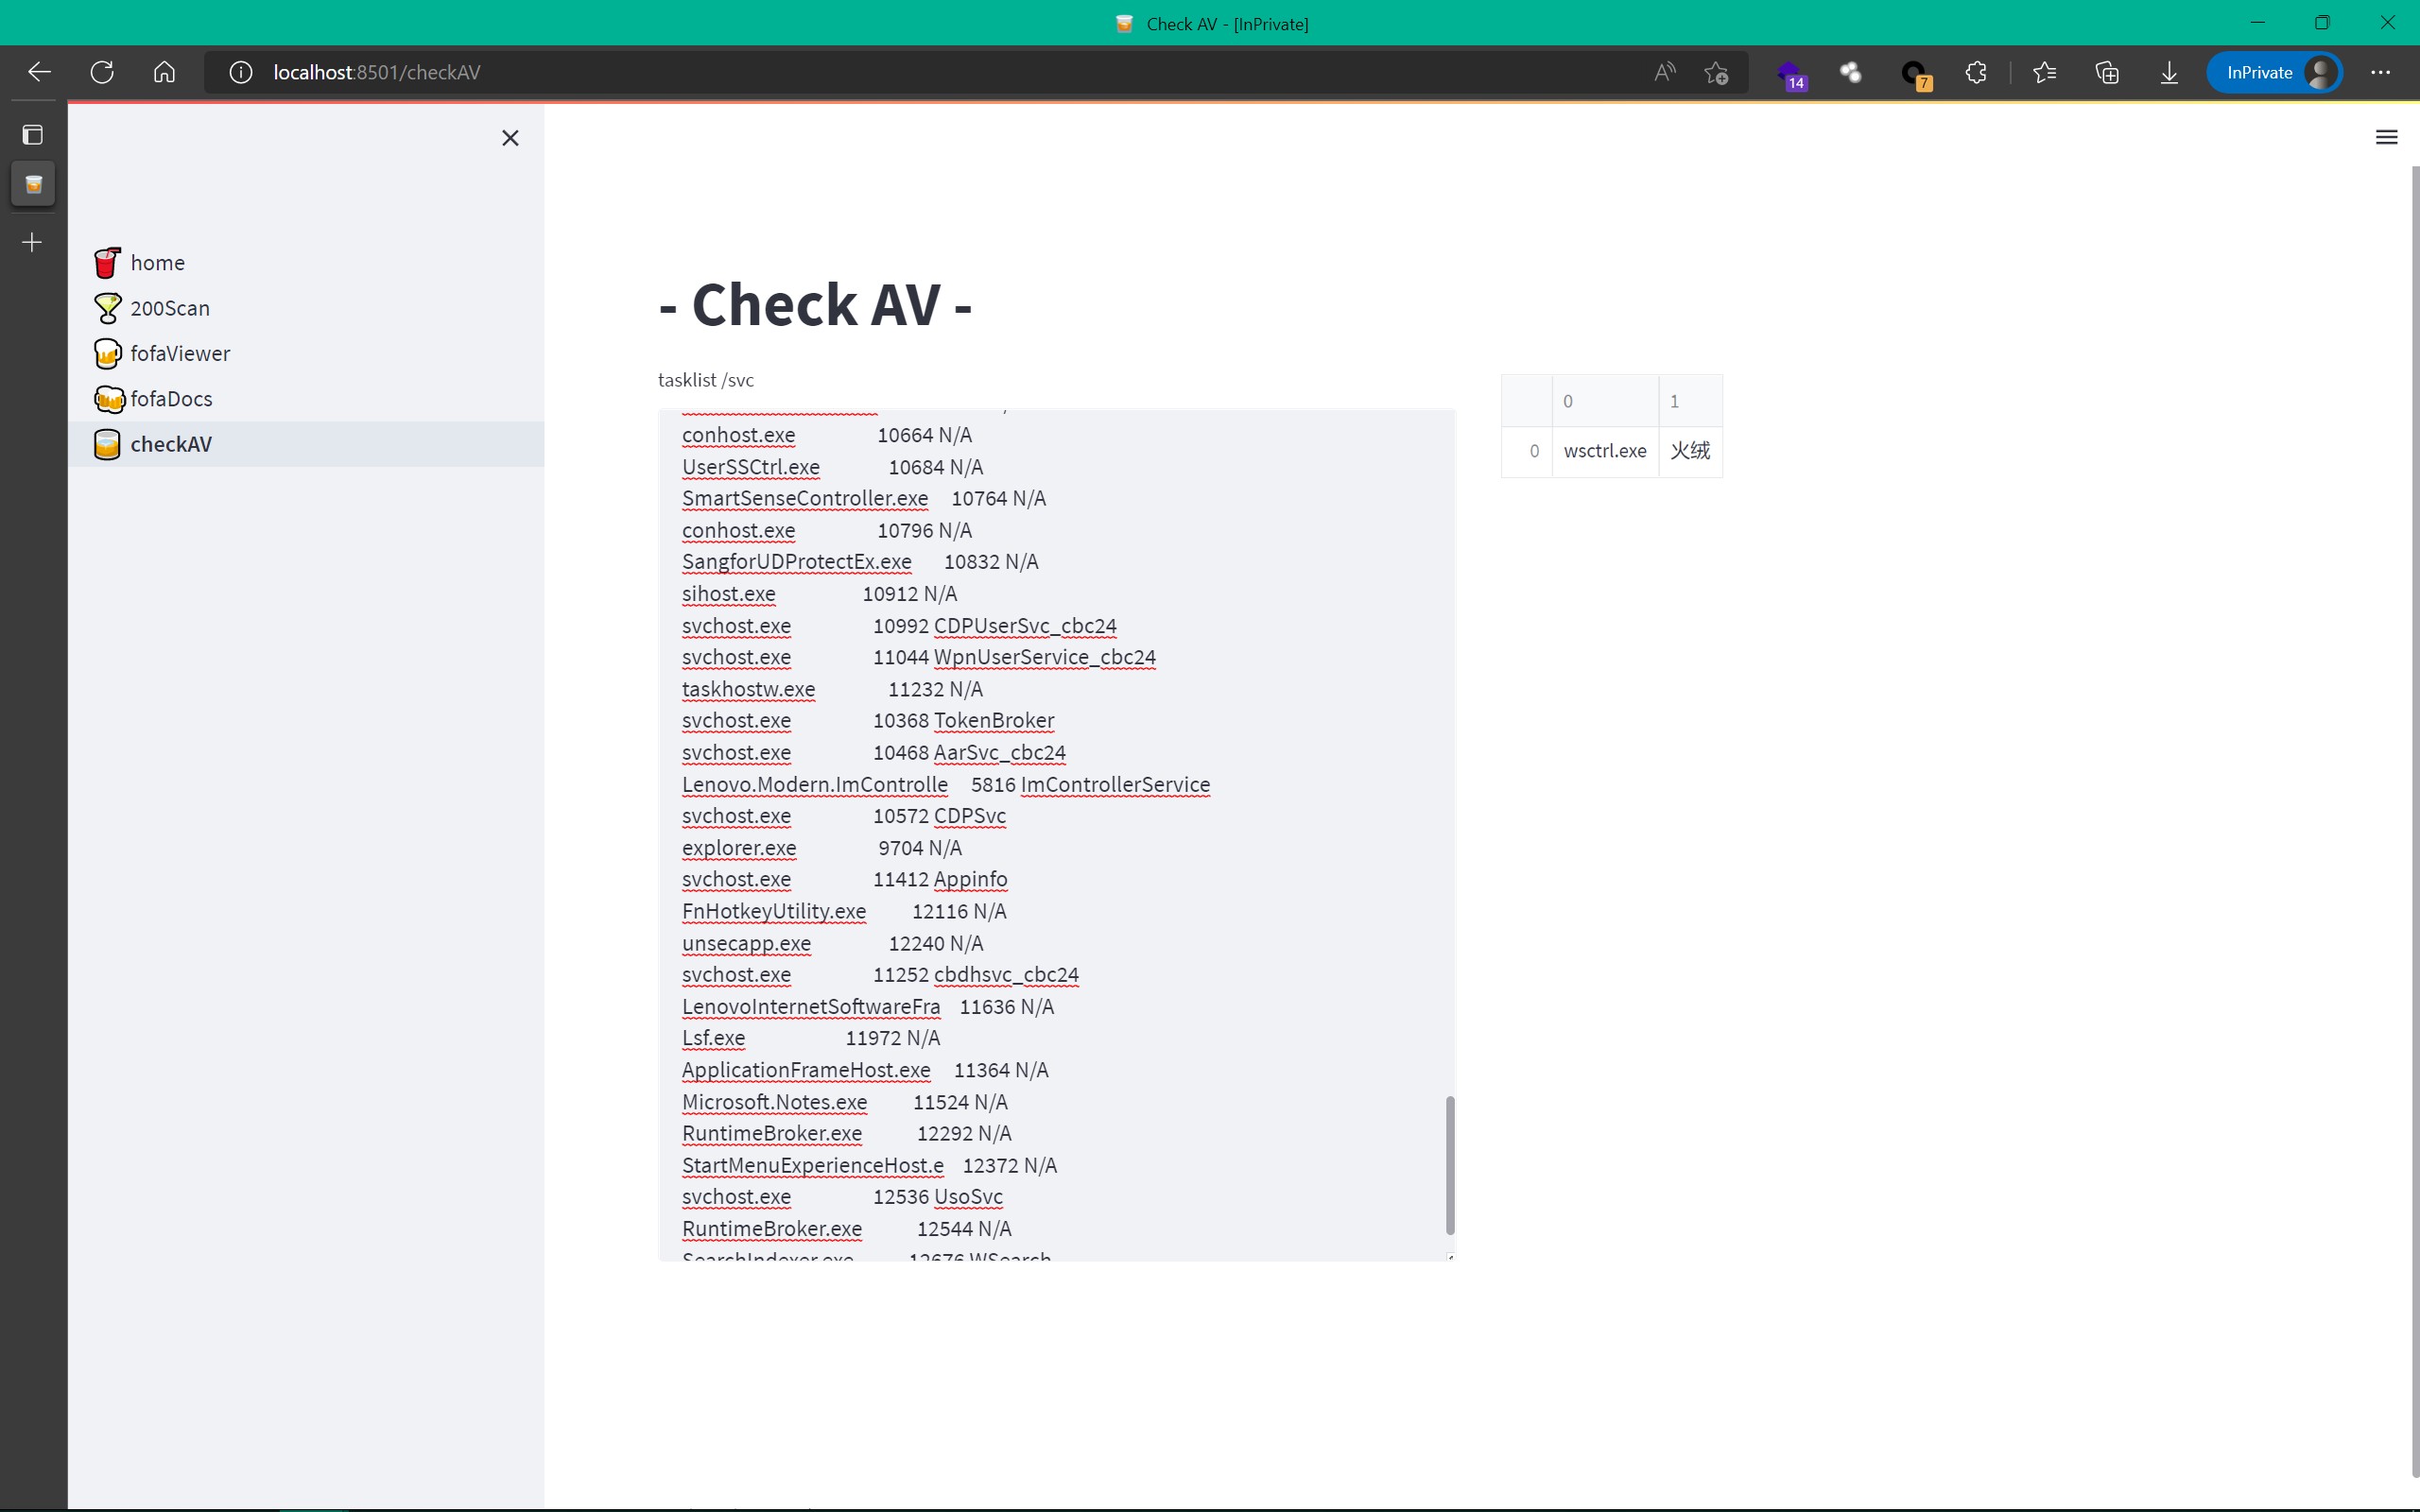 Check AV - [InPrivate]
localhost:8501/checkAV
14
7
InPrivate
home
200Scan
fofaViewer
fofaDocs
checkAV
- Check AV -
tasklist /svc
conhost.exe 10664 N/A
UserSSCtrl.exe 10684 N/A
SmartSenseController.exe 10764 N/A
conhost.exe 10796 N/A
SangforUDProtectEx.exe 10832 N/A
sihost.exe 10912 N/A
svchost.exe 10992 CDPUserSvc_cbc24
svchost.exe 11044 WpnUserService_cbc24
taskhostw.exe 11232 N/A
svchost.exe 10368 TokenBroker
svchost.exe 10468 AarSvc_cbc24
Lenovo.Modern.ImControlle 5816 ImControllerService
svchost.exe 10572 CDPSvc
explorer.exe 9704 N/A
svchost.exe 11412 Appinfo
FnHotkeyUtility.exe 12116 N/A
unsecapp.exe 12240 N/A
svchost.exe 11252 cbdhsvc_cbc24
LenovoInternetSoftwareFra 11636 N/A
Lsf.exe 11972 N/A
ApplicationFrameHost.exe 11364 N/A
Microsoft.Notes.exe 11524 N/A
RuntimeBroker.exe 12292 N/A
StartMenuExperienceHost.e 12372 N/A
svchost.exe 12536 UsoSvc
RuntimeBroker.exe 12544 N/A
SearchIndexer.exe 12676 WSearch
0 1
0 wsctrl.exe 火绒